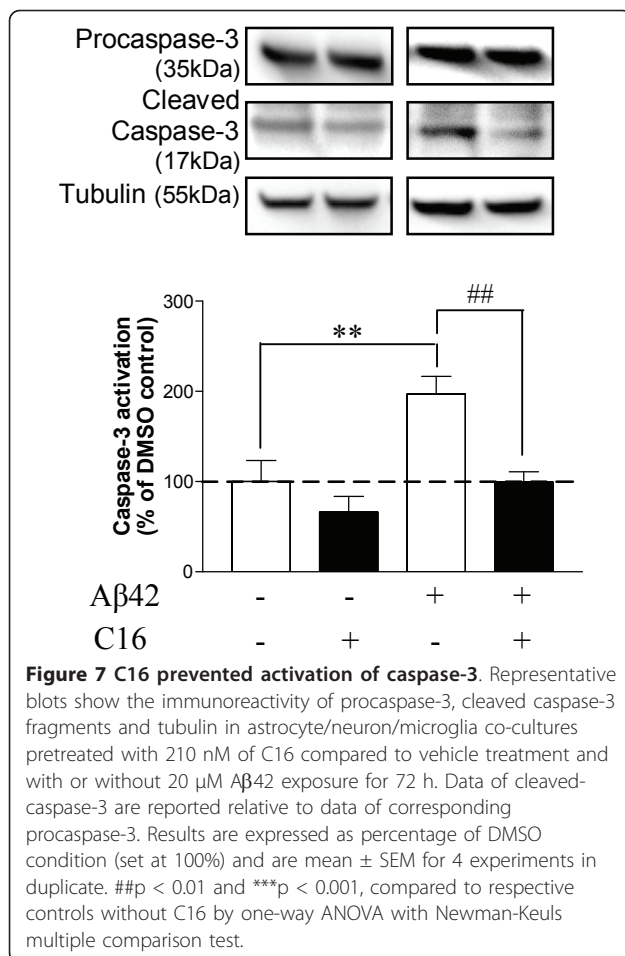 Procaspase-3
(35kDa)
Cleaved
Caspase-3
(17kDa)
Tubulin (55kDa)
300
200
100
0
Caspase-3 activation
(% of DMSO control)
**
##
Aβ42 - - + +
C16 - + - +
Figure 7 C16 prevented activation of caspase-3. Representative
blots show the immunoreactivity of procaspase-3, cleaved caspase-3
fragments and tubulin in astrocyte/neuron/microglia co-cultures
pretreated with 210 nM of C16 compared to vehicle treatment and
with or without 20 μM Aβ42 exposure for 72 h. Data of cleaved-
caspase-3 are reported relative to data of corresponding
procaspase-3. Results are expressed as percentage of DMSO
condition (set at 100%) and are mean ± SEM for 4 experiments in
duplicate. ##p < 0.01 and ***p < 0.001, compared to respective
controls without C16 by one-way ANOVA with Newman-Keuls
multiple comparison test.